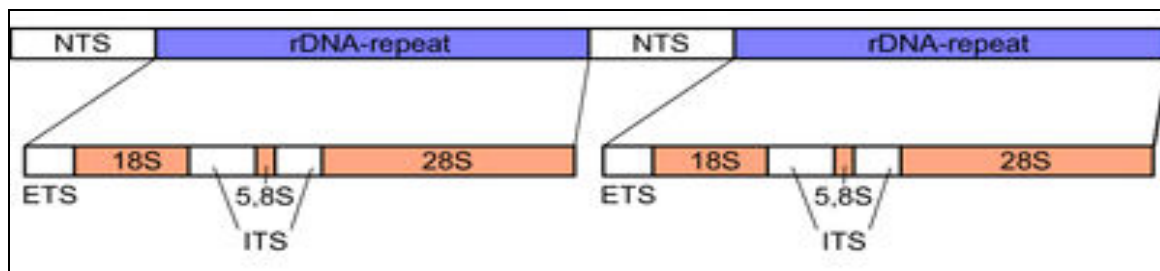 NTS rDNA-repeat NTS rDNA-repeat
18S 28S 18S 28S
ETS 5,8S ETS 5,8S
ITS ITS